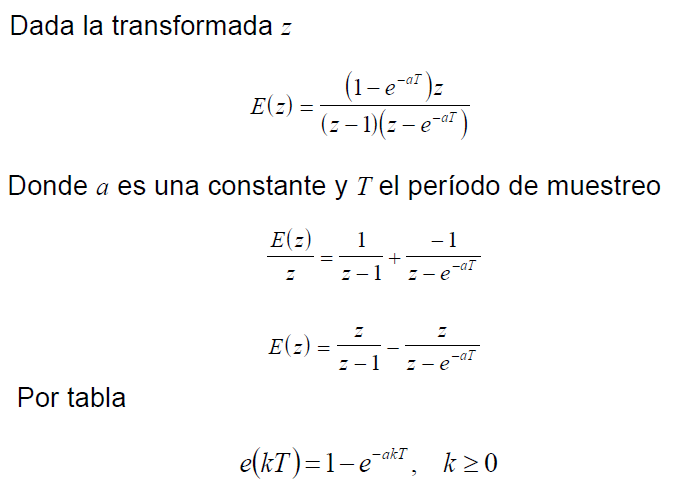 Dada la transformada z
E(z) = (1 − e^{−aT})z / (z − 1)(z − e^{−aT})
Donde a es una constante y T el período de muestreo
E(z)/z = 1/(z − 1) + −1/(z − e^{−aT})
E(z) = z/(z − 1) − z/(z − e^{−aT})
Por tabla
e(kT) = 1 − e^{−akT}, k ≥ 0